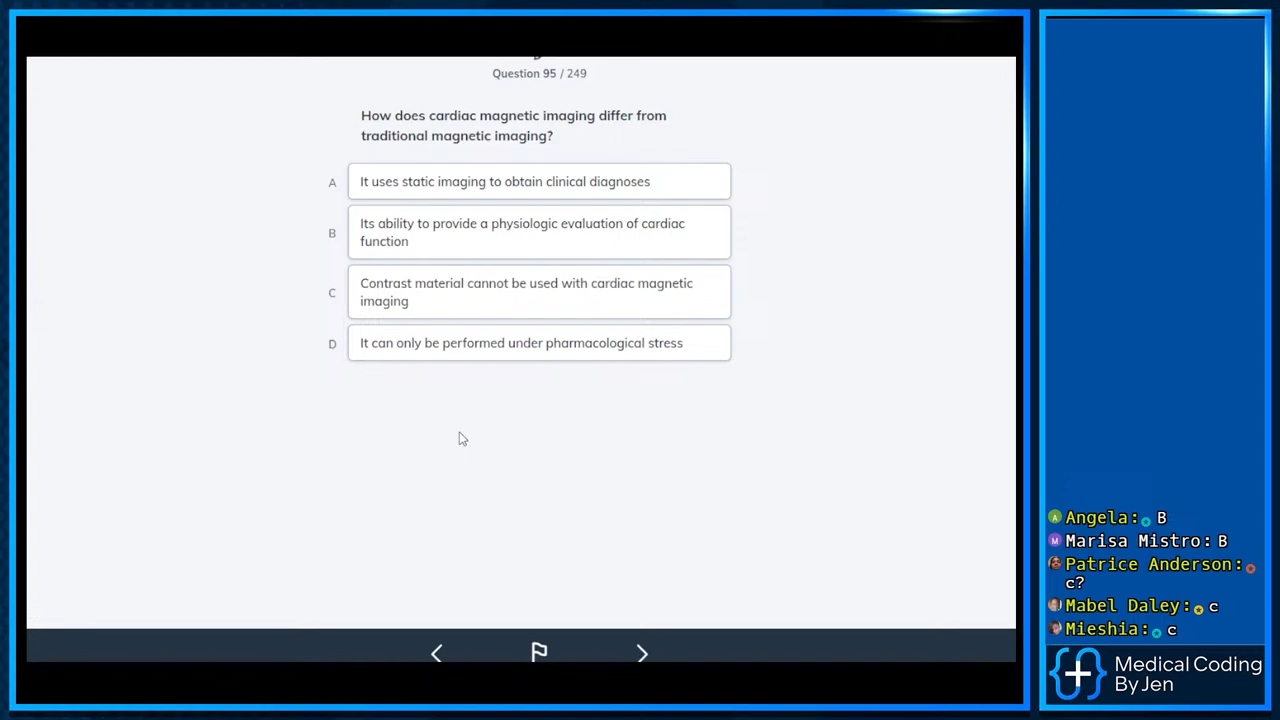 Question 95 / 249
How does cardiac magnetic imaging differ from
traditional magnetic imaging?
A
It uses static imaging to obtain clinical diagnoses
B
Its ability to provide a physiologic evaluation of cardiac
function
C
Contrast material cannot be used with cardiac magnetic
imaging
D
It can only be performed under pharmacological stress
A Angela: B
M Marisa Mistro: B
Patrice Anderson:
c?
Mabel Daley: c
Mieshia: c
Medical Coding
By Jen